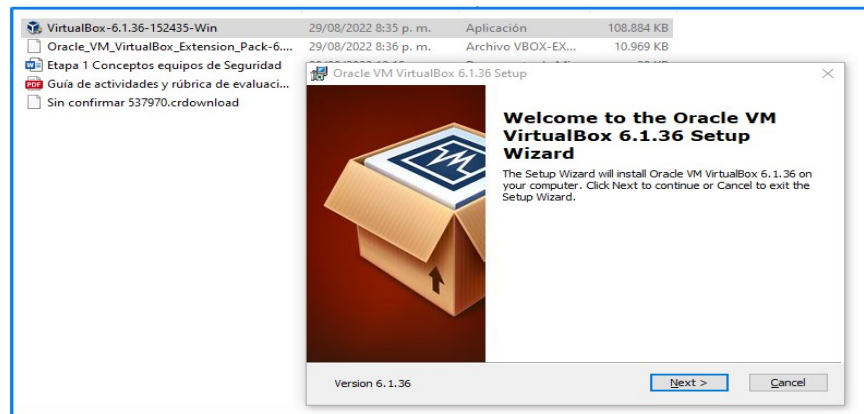 VirtualBox-6.1.36-152435-Win 29/08/2022 8:35 p. m. Aplicación 108.884 KB
Oracle_VM_VirtualBox_Extension_Pack-6.... 29/08/2022 8:36 p. m. Archivo VBOX-EX... 10.969 KB
Etapa 1 Conceptos equipos de Seguridad
Guía de actividades y rúbrica de evaluaci...
Sin confirmar 537970.crdownload
Oracle VM VirtualBox 6.1.36 Setup
Welcome to the Oracle VM
VirtualBox 6.1.36 Setup
Wizard
The Setup Wizard will install Oracle VM VirtualBox 6.1.36 on
your computer. Click Next to continue or Cancel to exit the
Setup Wizard.
Version 6.1.36
Next >
Cancel